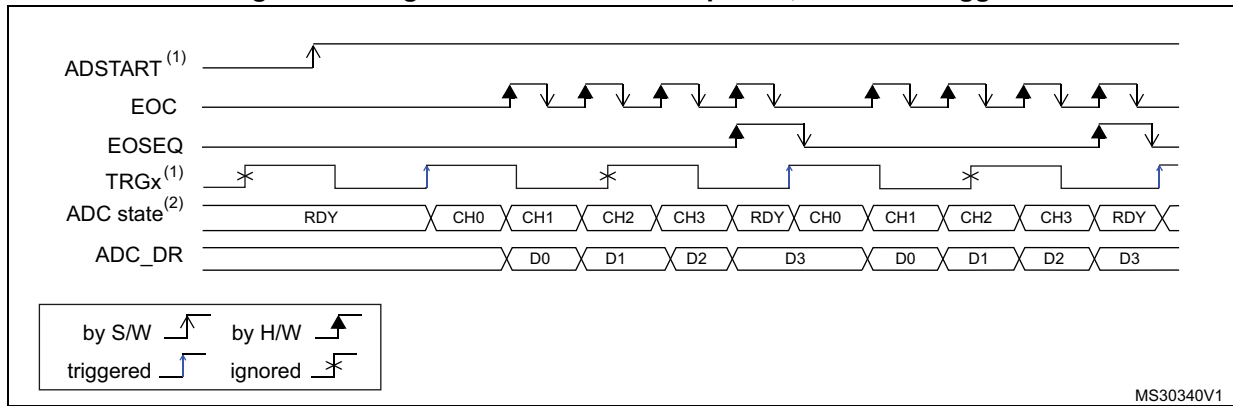 ADSTART (1)
EOC
EOSEQ
TRGx (1)
ADC state (2) RDY CH0 CH1 CH2 CH3 RDY CH0 CH1 CH2 CH3 RDY
ADC_DR D0 D1 D2 D3 D0 D1 D2 D3
by S/W by H/W
triggered ignored
MS30340V1